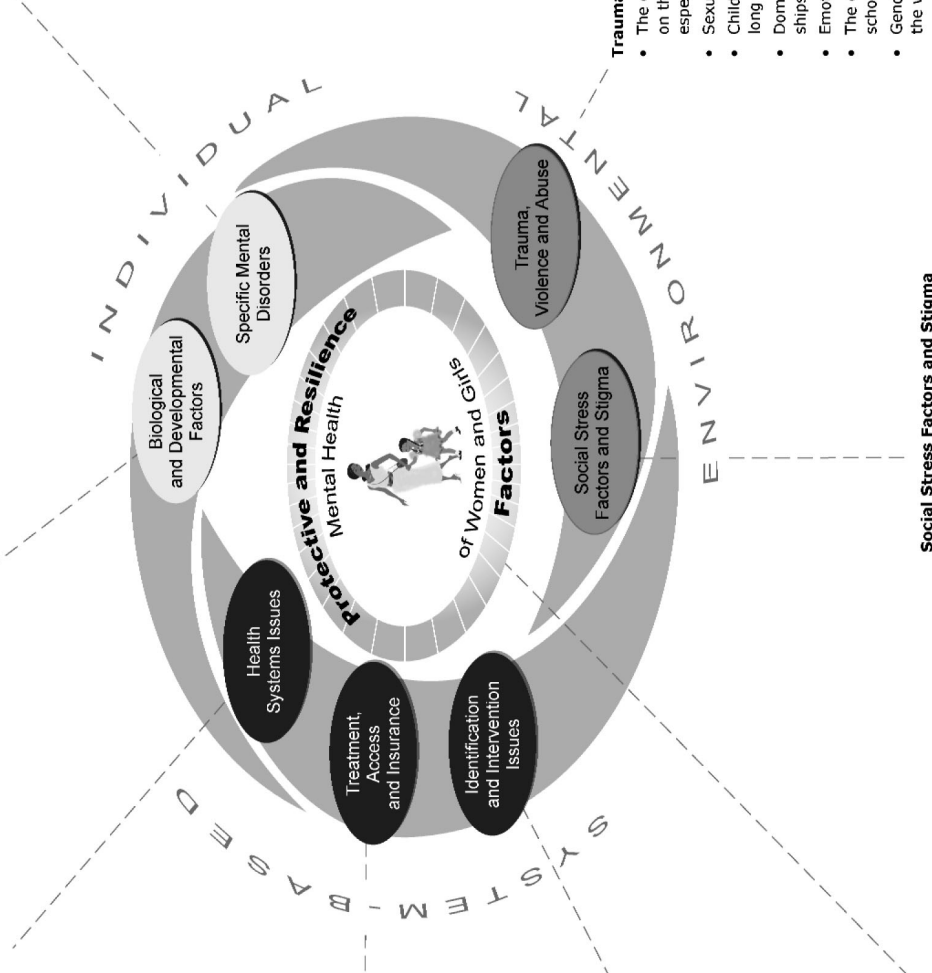 INDIVIDUAL
Biological
and Developmental
Factors
Specific Mental
Disorders
SYSTEM-BASED
Health
Systems Issues
Treatment,
Access
and Insurance
Identification
and Intervention
Issues
Protective and Resilience
Mental Health
of Women and Girls
Factors
ENVIRONMENTAL
Trauma,
Violence and Abuse
Social Stress
Factors and Stigma
Trauma
• The
on th
espe
• Sexu
• Child
long
• Dom
ships
• Emot
• The
scho
• Gend
the v
Social Stress Factors and Stigma